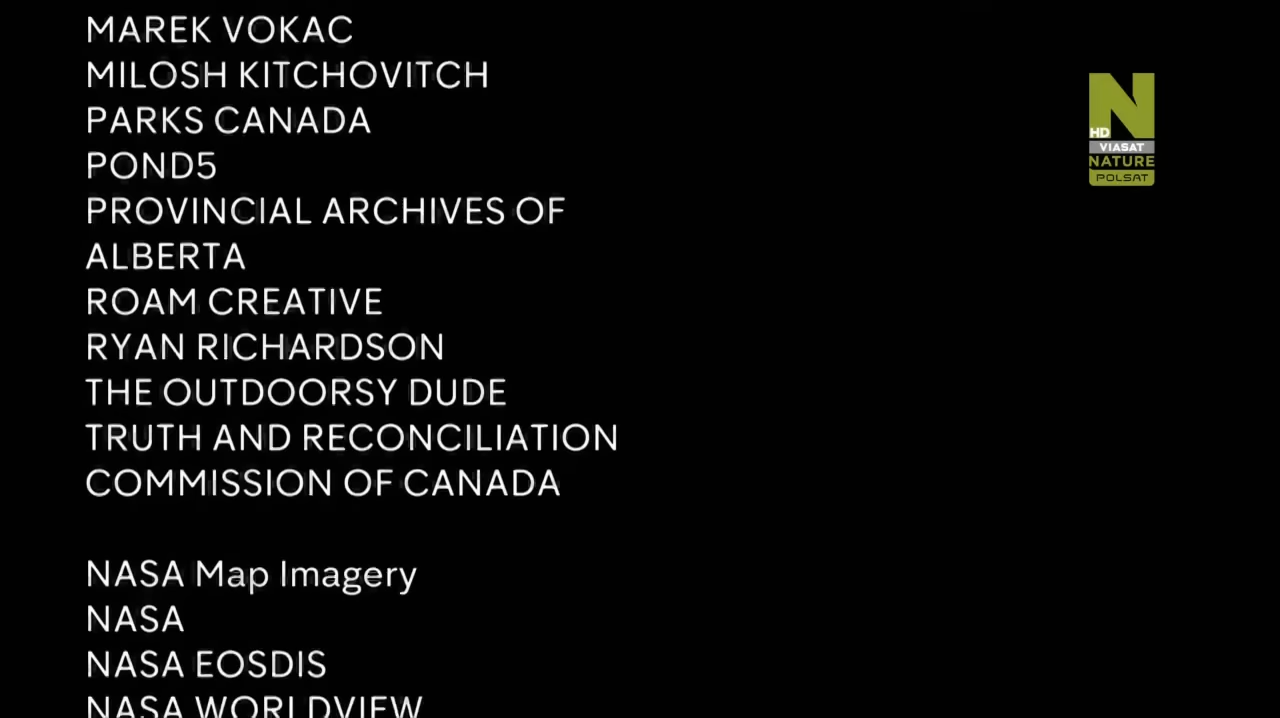 MAREK VOKAC
MILOSH KITCHOVITCH
PARKS CANADA
POND5
PROVINCIAL ARCHIVES OF
ALBERTA
ROAM CREATIVE
RYAN RICHARDSON
THE OUTDOORSY DUDE
TRUTH AND RECONCILIATION
COMMISSION OF CANADA
NASA Map Imagery
NASA
NASA EOSDIS
NASA WORLDVIEW
N
HD
VIASAT
NATURE
POLSAT